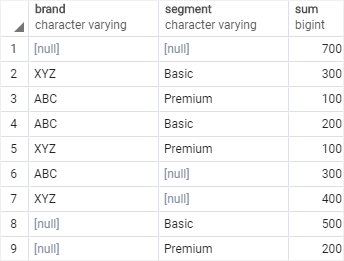 brand segment sum
character varying character varying bigint
1 [null] [null] 700
2 XYZ Basic 300
3 ABC Premium 100
4 ABC Basic 200
5 XYZ Premium 100
6 ABC [null] 300
7 XYZ [null] 400
8 [null] Basic 500
9 [null] Premium 200